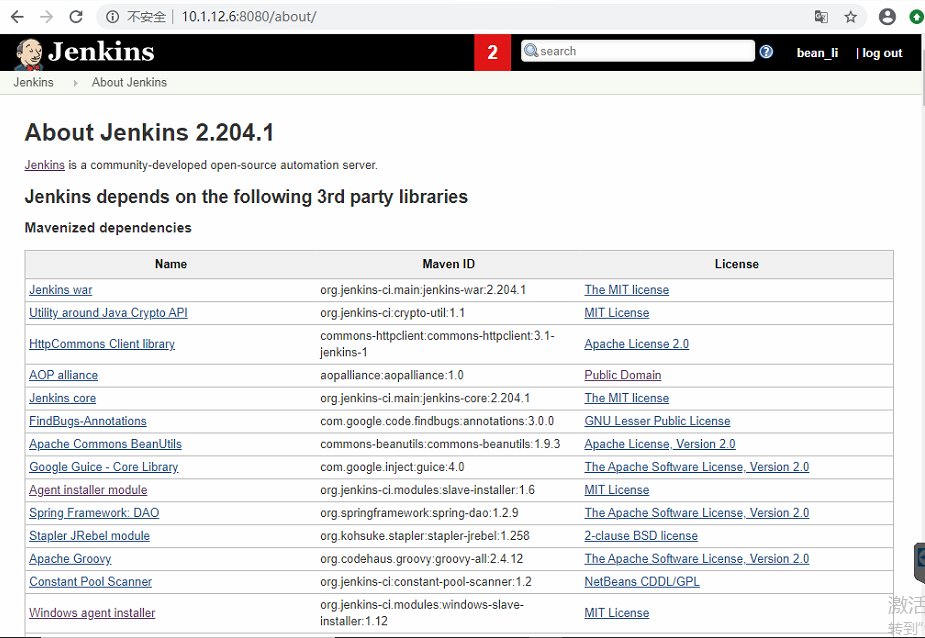 不安全 10.1.12.6:8080/about/
Jenkins 2 search bean_li | log out
Jenkins About Jenkins
About Jenkins 2.204.1
Jenkins is a community-developed open-source automation server.
Jenkins depends on the following 3rd party libraries
Mavenized dependencies
Name Maven ID License
Jenkins war org.jenkins-ci.main:jenkins-war:2.204.1 The MIT license
Utility around Java Crypto API org.jenkins-ci:crypto-util:1.1 MIT License
HttpCommons Client library commons-httpclient:commons-httpclient:3.1-
jenkins-1 Apache License 2.0
AOP alliance aopalliance:aopalliance:1.0 Public Domain
Jenkins core org.jenkins-ci.main:jenkins-core:2.204.1 The MIT license
FindBugs-Annotations com.google.code.findbugs:annotations:3.0.0 GNU Lesser Public License
Apache Commons BeanUtils commons-beanutils:commons-beanutils:1.9.3 Apache License, Version 2.0
Google Guice - Core Library com.google.inject:guice:4.0 The Apache Software License, Version 2.0
Agent installer module org.jenkins-ci.modules:slave-installer:1.6 MIT License
Spring Framework: DAO org.springframework:spring-dao:1.2.9 The Apache Software License, Version 2.0
Stapler JRebel module org.kohsuke.stapler:stapler-jrebel:1.258 2-clause BSD license
Apache Groovy org.codehaus.groovy:groovy-all:2.4.12 The Apache Software License, Version 2.0
Constant Pool Scanner org.jenkins-ci:constant-pool-scanner:1.2 NetBeans CDDL/GPL
Windows agent installer org.jenkins-ci.modules:windows-slave-
installer:1.12 MIT License
激活
转到"